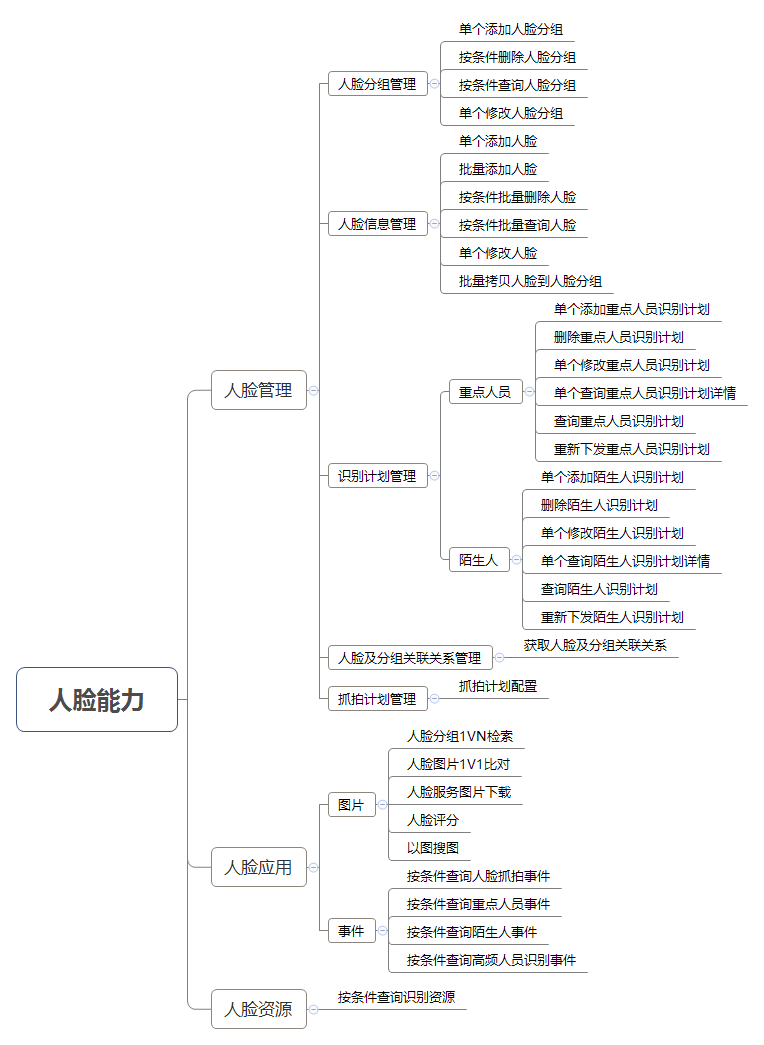 人脸能力
人脸管理
人脸分组管理
单个添加人脸分组
按条件删除人脸分组
按条件查询人脸分组
单个修改人脸分组
人脸信息管理
单个添加人脸
批量添加人脸
按条件批量删除人脸
按条件批量查询人脸
单个修改人脸
批量拷贝人脸到人脸分组
识别计划管理
重点人员
单个添加重点人员识别计划
删除重点人员识别计划
单个修改重点人员识别计划
单个查询重点人员识别计划详情
查询重点人员识别计划
重新下发重点人员识别计划
陌生人
单个添加陌生人识别计划
删除陌生人识别计划
单个修改陌生人识别计划
单个查询陌生人识别计划详情
查询陌生人识别计划
重新下发陌生人识别计划
人脸及分组关联关系管理
获取人脸及分组关联关系
抓拍计划管理
抓拍计划配置
人脸应用
图片
人脸分组1VN检索
人脸图片1V1比对
人脸服务图片下载
人脸评分
以图搜图
事件
按条件查询人脸抓拍事件
按条件查询重点人员事件
按条件查询陌生人事件
按条件查询高频人员识别事件
人脸资源
按条件查询识别资源